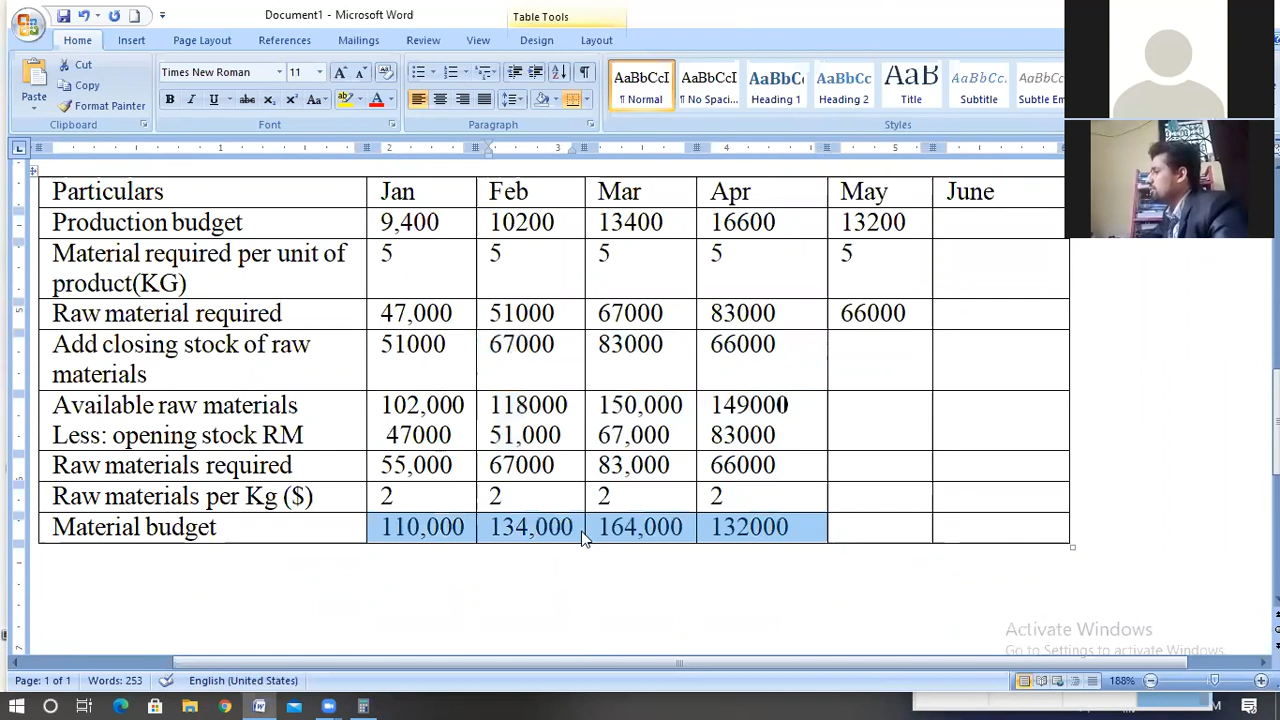 Document1 - Microsoft Word
Table Tools
Home Insert Page Layout References Mailings Review View Design Layout
Paste
Cut
Copy
Format Painter
Clipboard
Times New Roman 11
Font
Paragraph
AaBbCcI AaBbCcI AaBbCc AaBbCc AaB AaBbCc. AaBbCcl
¶ Normal ¶ No Spaci... Heading 1 Heading 2 Title Subtitle Subtle Em
Styles
1 2 3 4 5
Particulars Jan Feb Mar Apr May June
Production budget 9,400 10200 13400 16600 13200
Material required per unit of product(KG) 5 5 5 5 5
Raw material required 47,000 51000 67000 83000 66000
Add closing stock of raw materials 51000 67000 83000 66000
Available raw materials 102,000 118000 150,000 149000
Less: opening stock RM 47000 51,000 67,000 83000
Raw materials required 55,000 67000 83,000 66000
Raw materials per Kg ($) 2 2 2 2
Material budget 110,000 134,000 164,000 132000
Activate Windows
Go to Settings to activate Windows.
Page: 1 of 1 Words: 253 English (United States) 188%